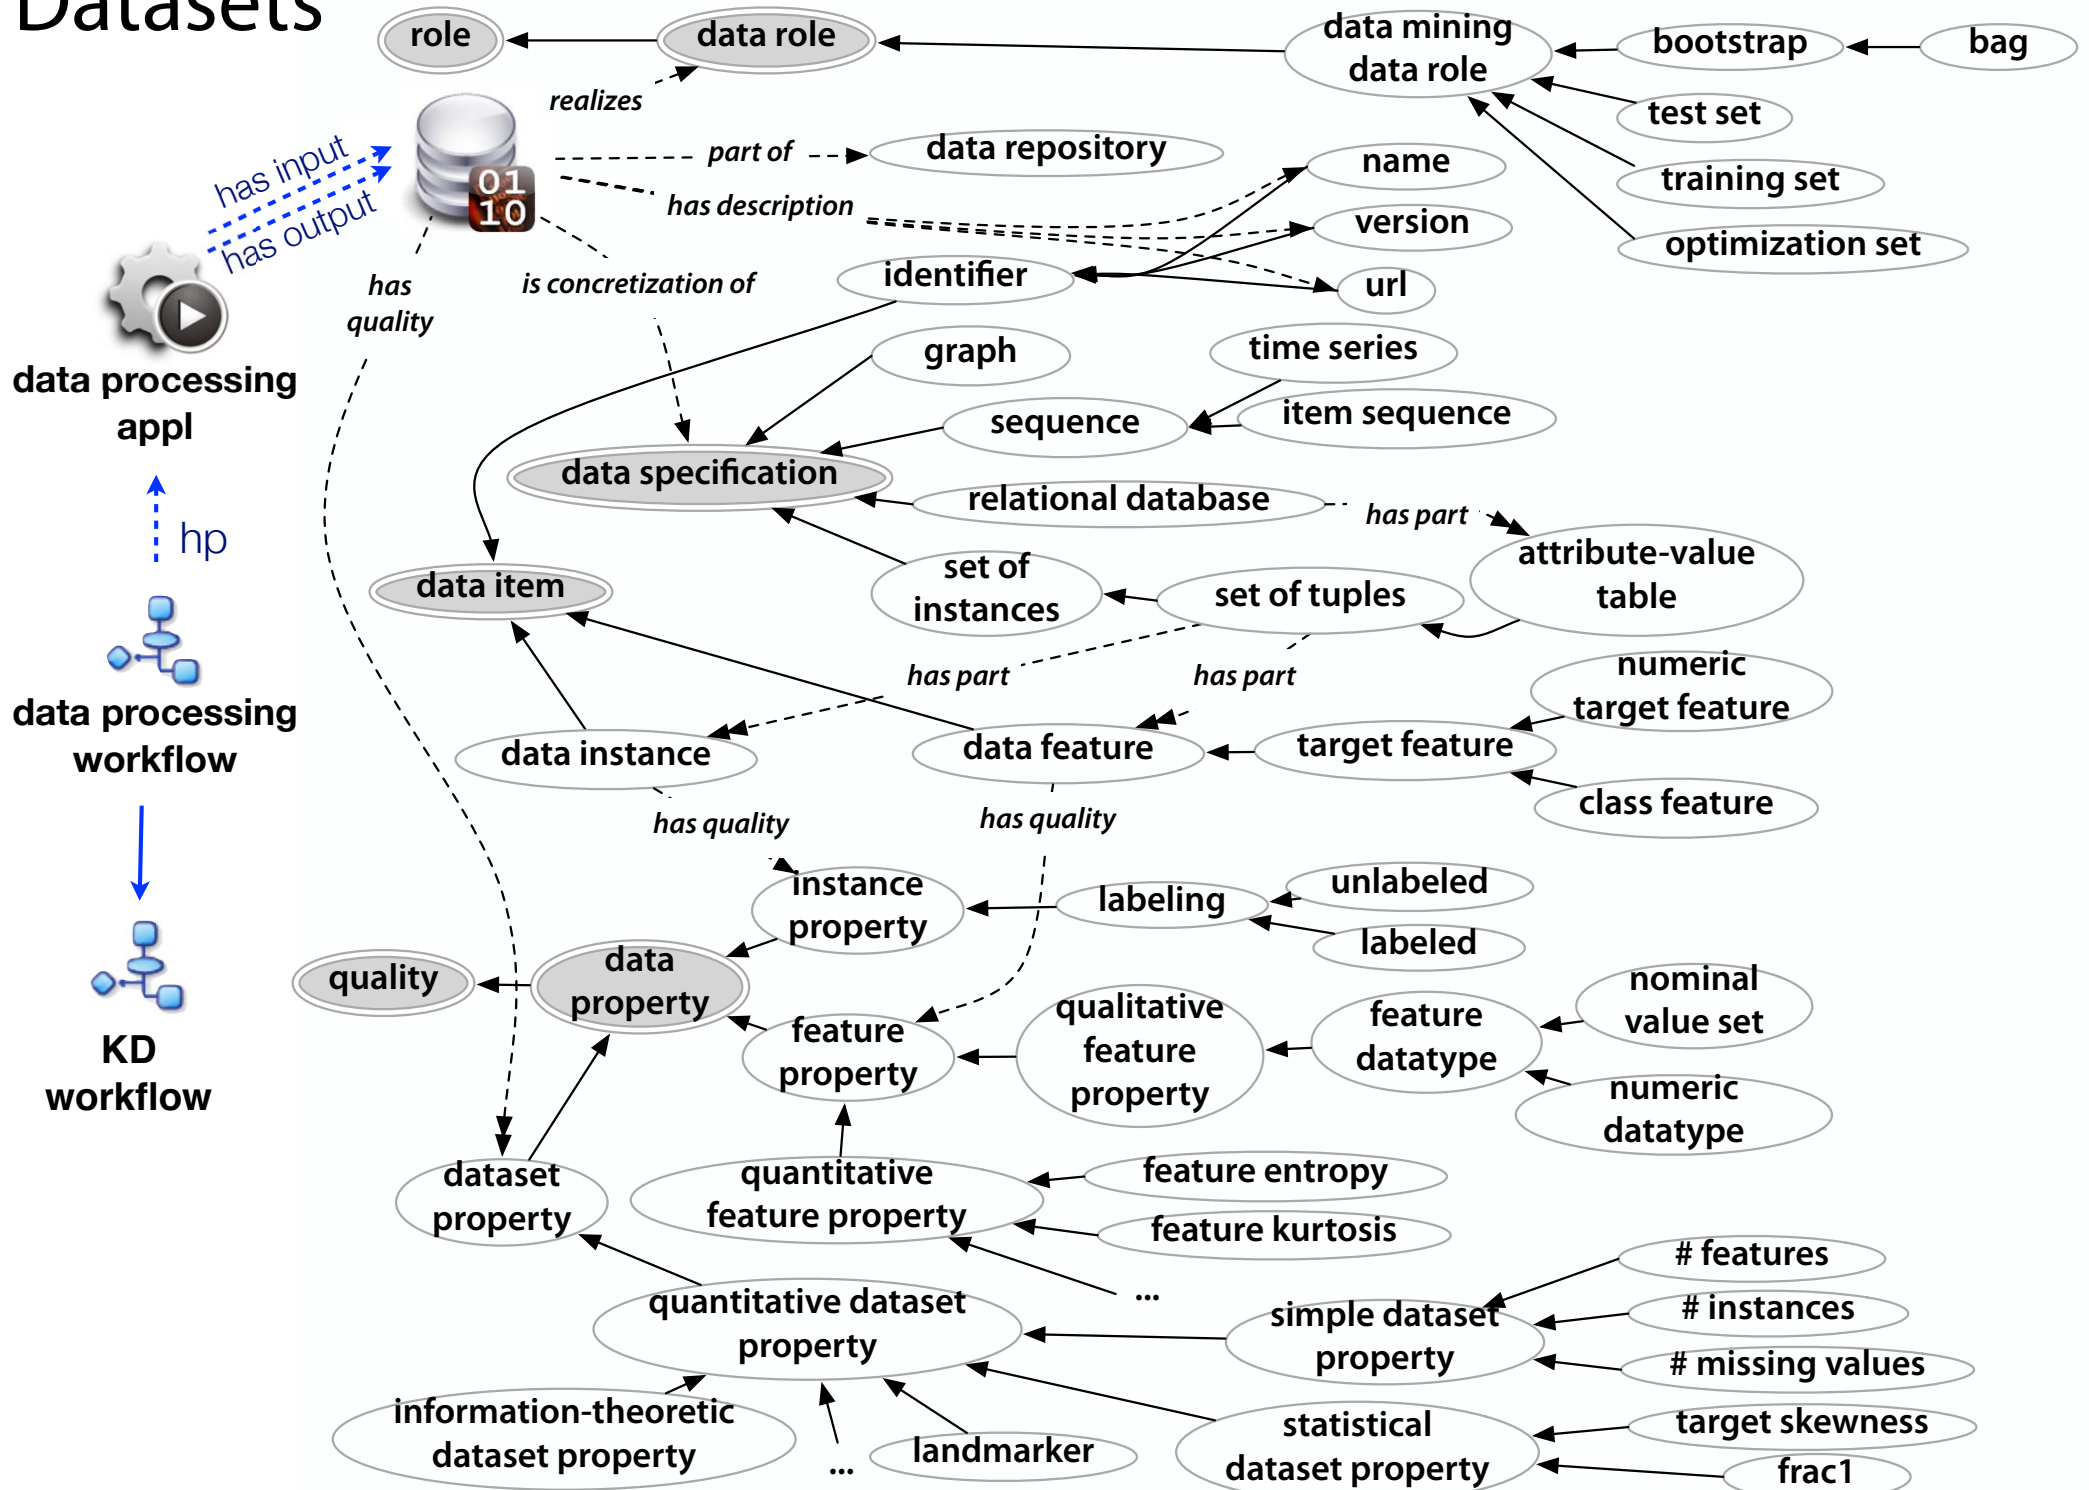 Datasets
role
data role
data mining
data role
bootstrap
bag
test set
training set
optimization set
realizes
part of
data repository
has description
name
version
url
identifier
has input
has output
01
10
has
quality
is concretization of
data processing
appl
hp
data processing
workflow
KD
workflow
graph
time series
sequence
item sequence
data specification
relational database
has part
attribute-value
table
set of
instances
set of tuples
data item
has part
has part
numeric
target feature
data instance
data feature
target feature
class feature
has quality
has quality
instance
property
labeling
unlabeled
labeled
quality
data
property
feature
property
qualitative
feature
property
feature
datatype
nominal
value set
numeric
datatype
dataset
property
quantitative
feature property
feature entropy
feature kurtosis
...
quantitative dataset
property
simple dataset
property
# features
# instances
# missing values
information-theoretic
dataset property
...
landmarker
statistical
dataset property
target skewness
frac1